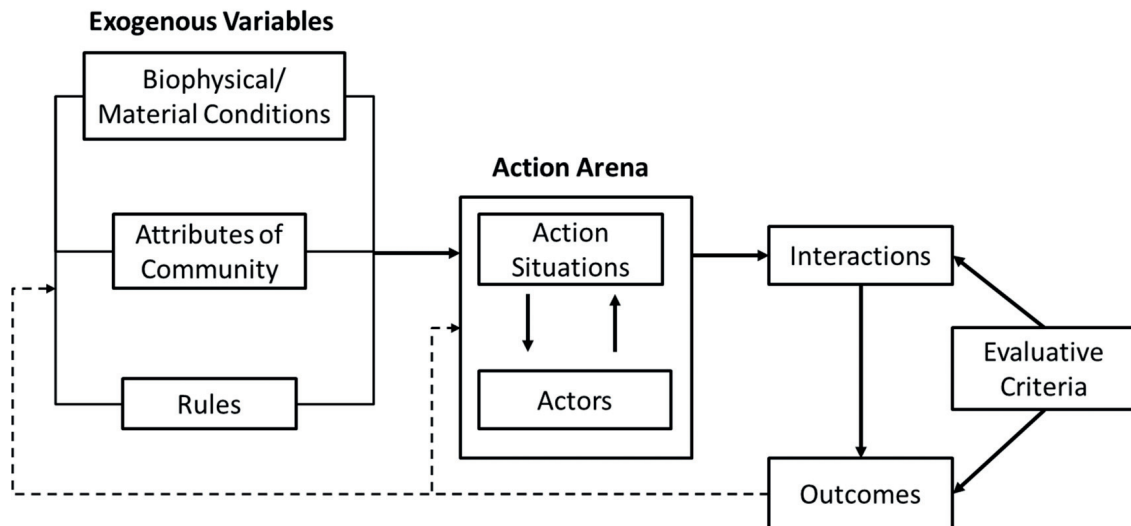 Exogenous Variables
Biophysical/
Material Conditions
Attributes of
Community
Rules
Action Arena
Action
Situations
Actors
Interactions
Evaluative
Criteria
Outcomes